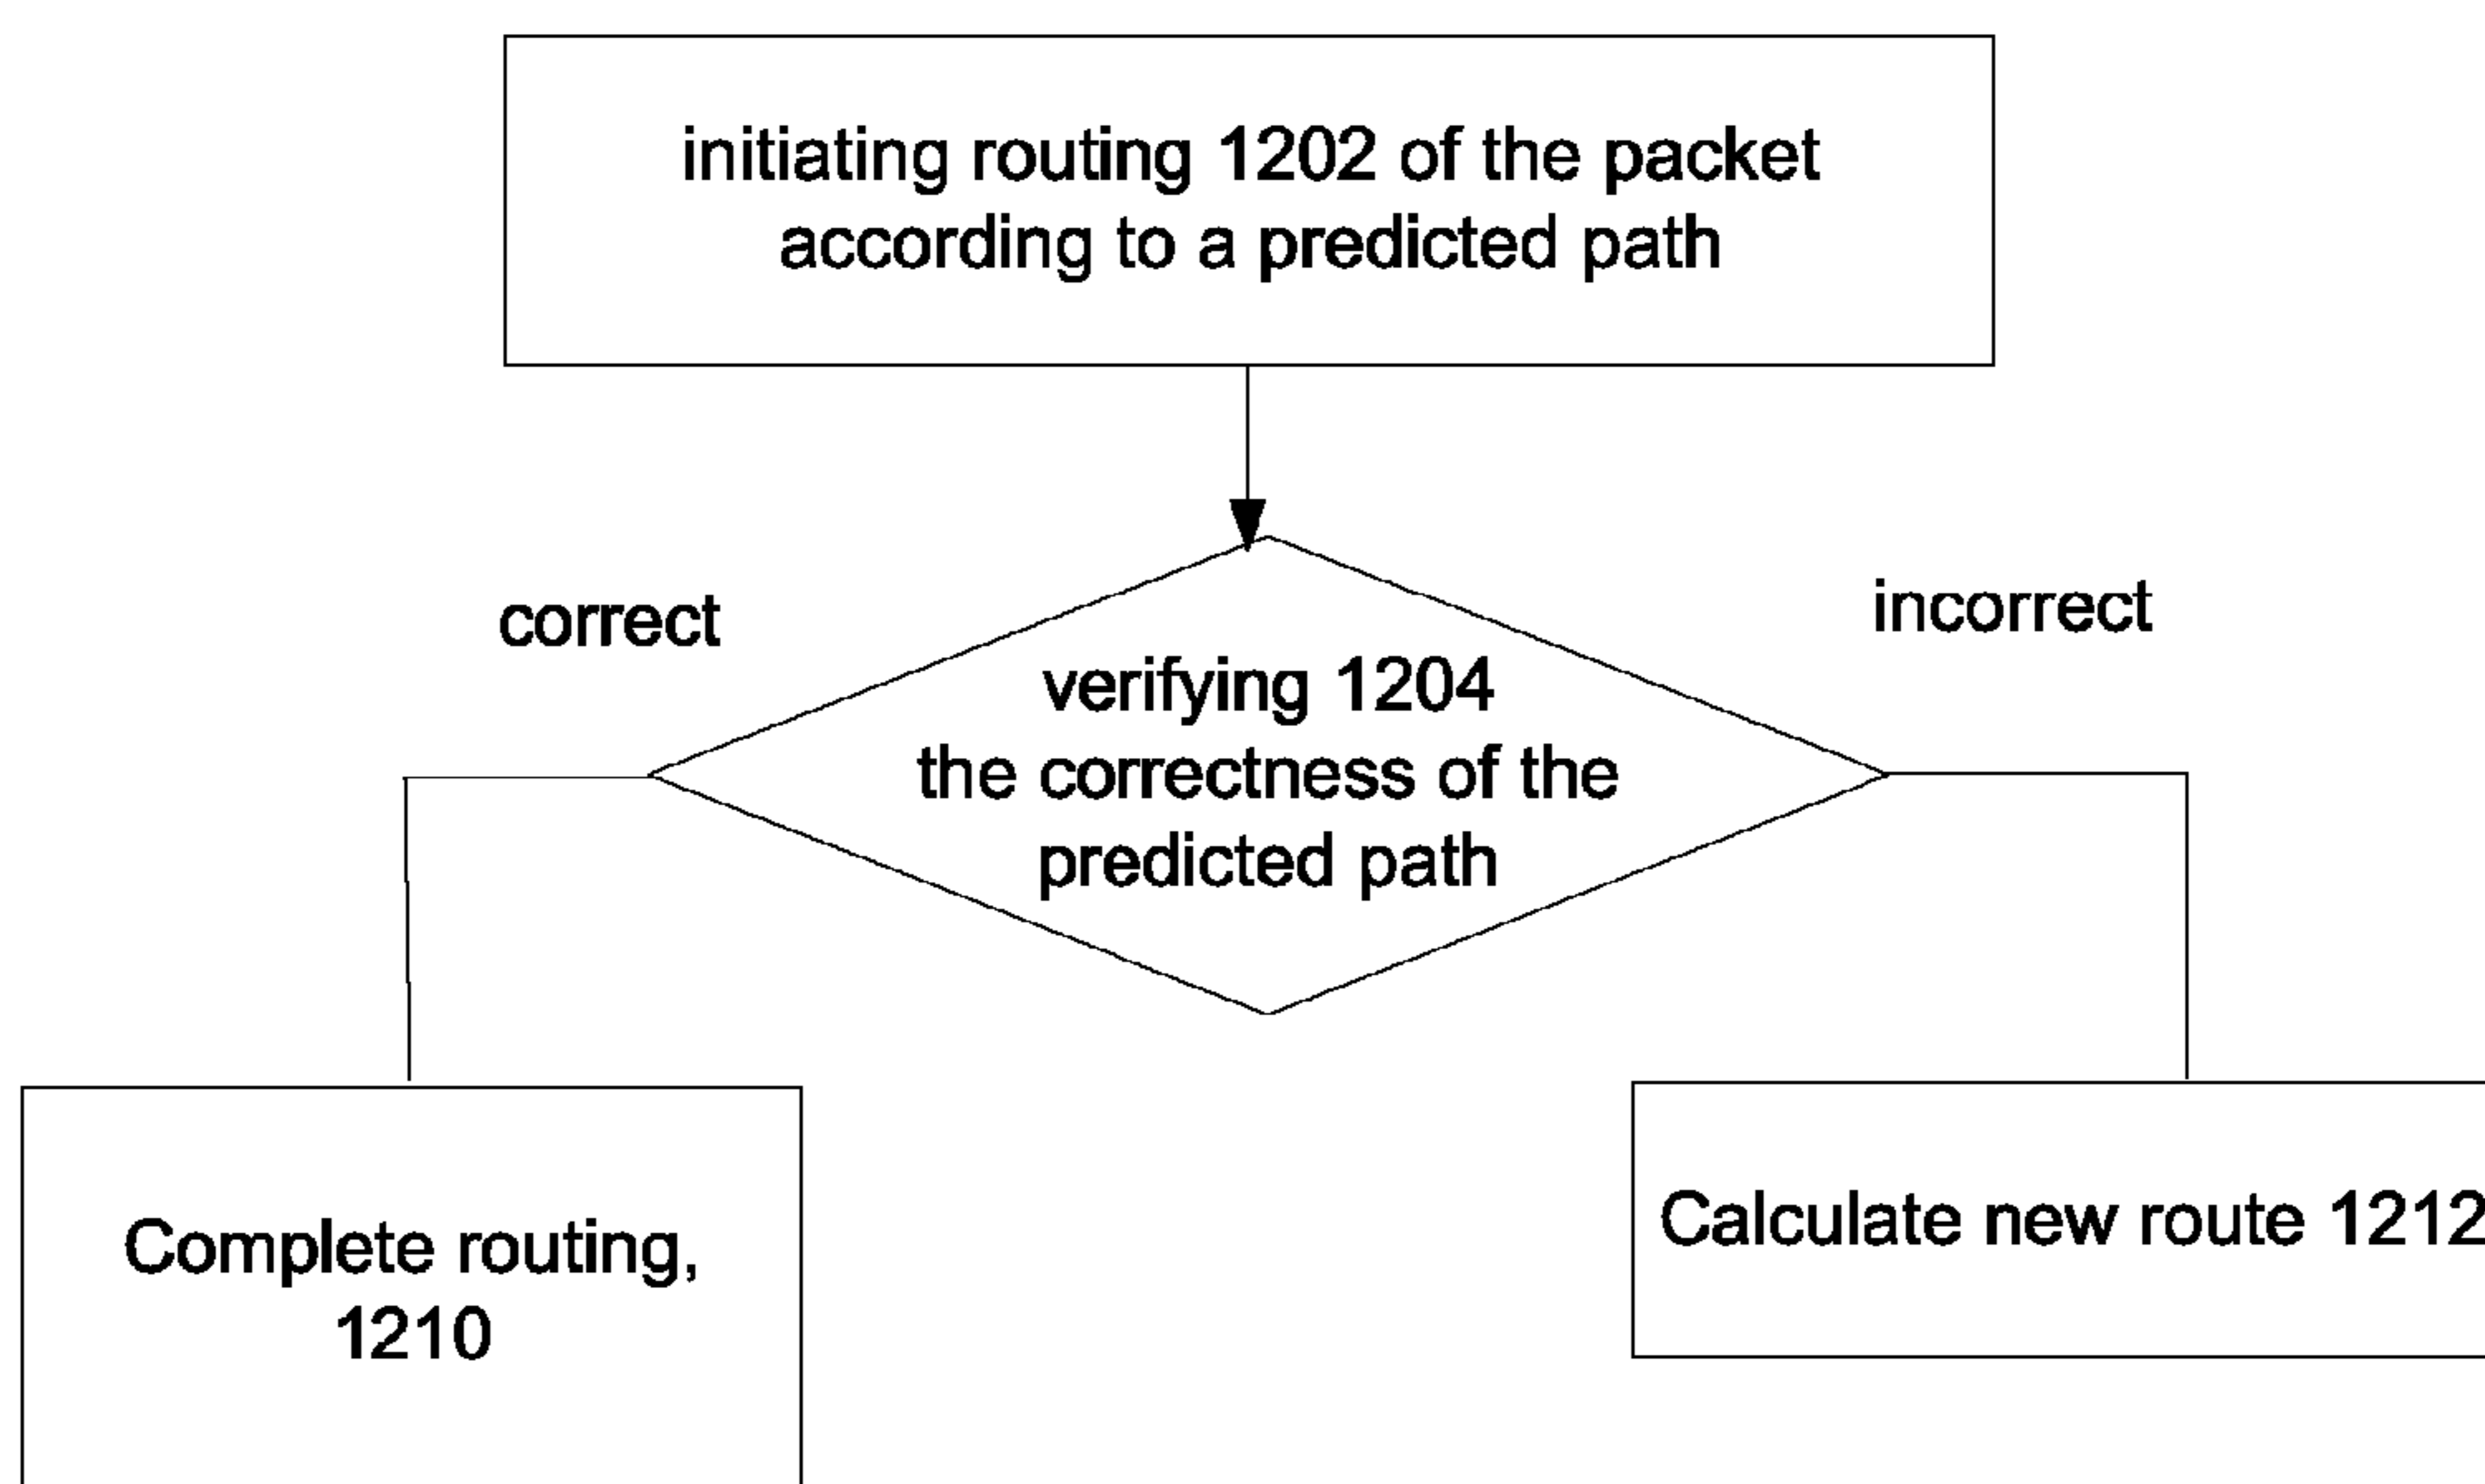 initiating routing 1202 of the packet
according to a predicted path
correct
incorrect
verifying 1204
the correctness of the
predicted path
Complete routing,
1210
Calculate new route 1212